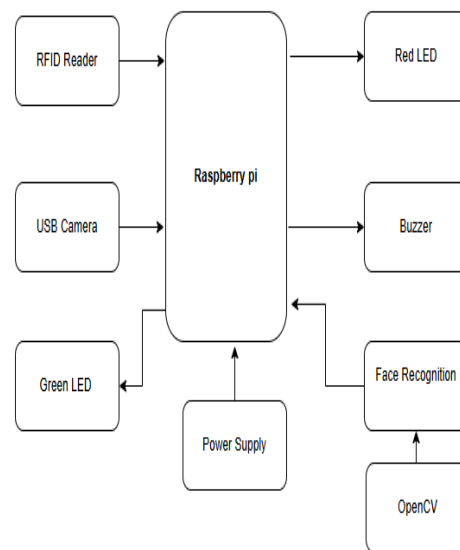 RFID Reader
Red LED
Raspberry pi
USB Camera
Buzzer
Green LED
Face Recognition
Power Supply
OpenCV